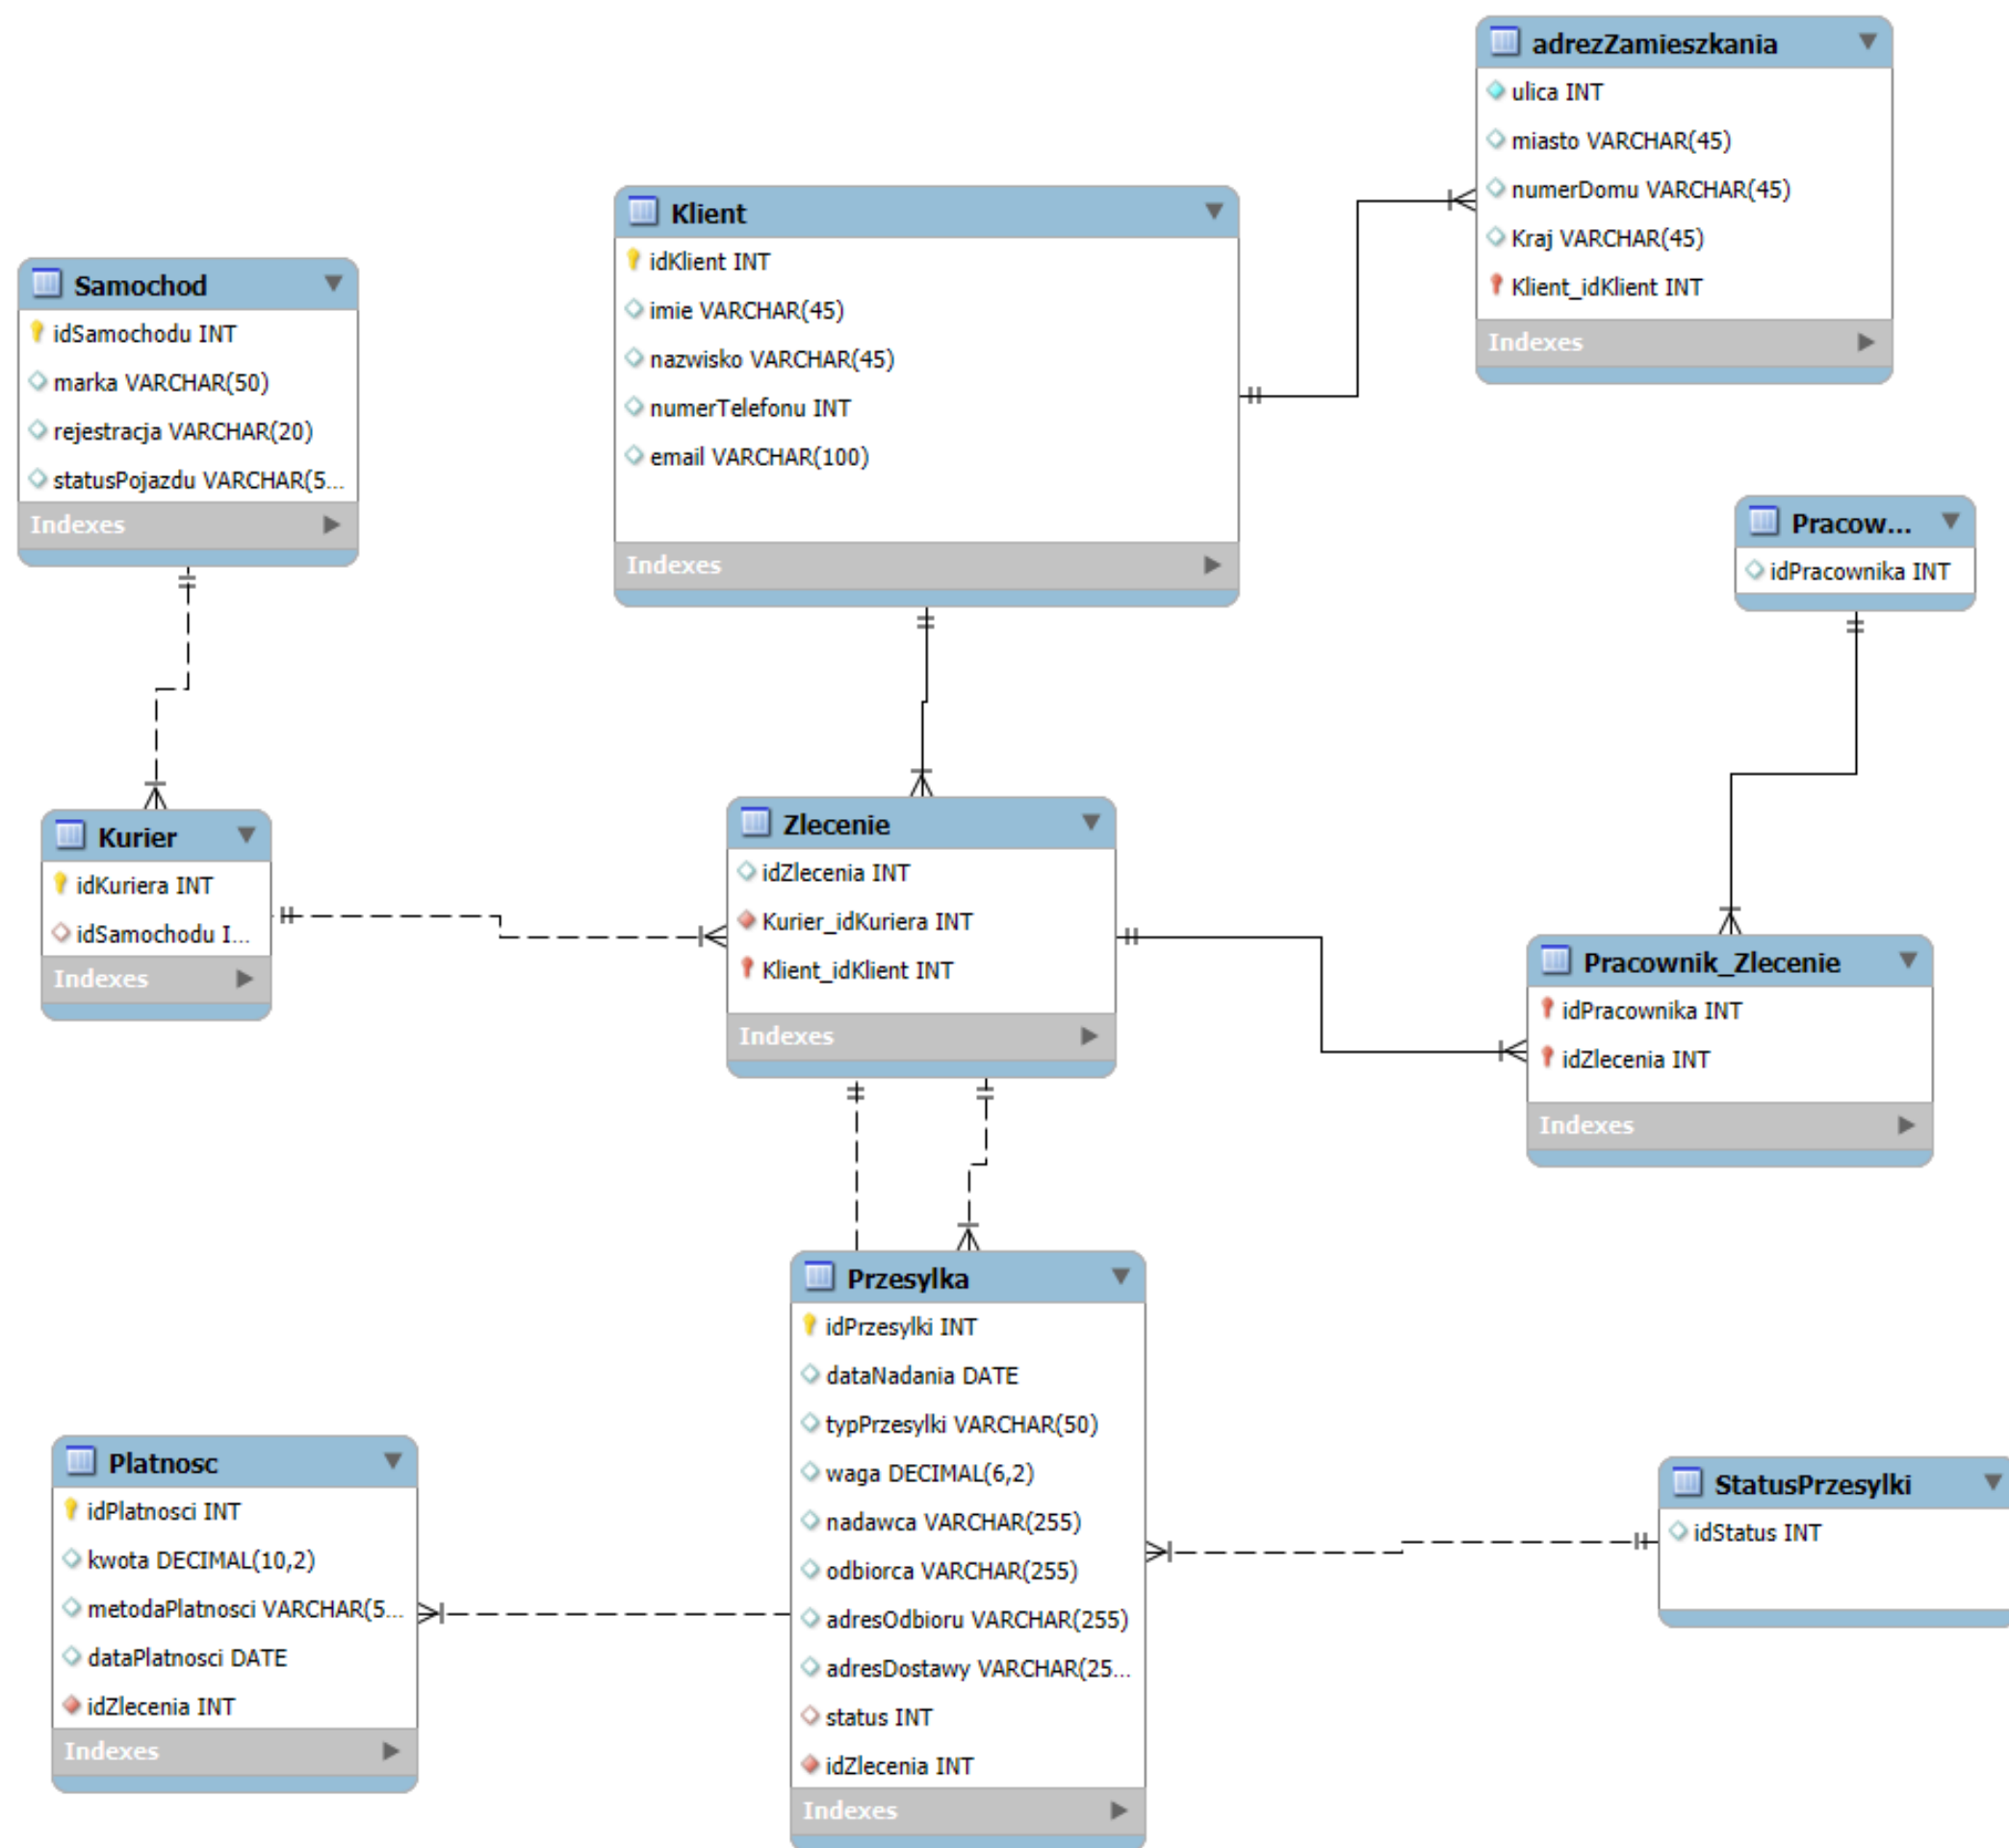 adrezZamieszkania
ulica INT
miasto VARCHAR(45)
numerDomu VARCHAR(45)
Kraj VARCHAR(45)
Klient_idKlient INT
Indexes
Klient
idKlient INT
imie VARCHAR(45)
nazwisko VARCHAR(45)
numerTelefonu INT
email VARCHAR(100)
Indexes
Samochod
idSamochodu INT
marka VARCHAR(50)
rejestracja VARCHAR(20)
statusPojazdu VARCHAR(5...
Indexes
Pracow...
idPracownika INT
Kurier
idKuriera INT
idSamochodu I...
Indexes
Zlecenie
idZlecenia INT
Kurier_idKuriera INT
Klient_idKlient INT
Indexes
Pracownik_Zlecenie
idPracownika INT
idZlecenia INT
Indexes
Przesylka
idPrzesylki INT
dataNadania DATE
typPrzesylki VARCHAR(50)
waga DECIMAL(6,2)
nadawca VARCHAR(255)
odbiorca VARCHAR(255)
adresOdbioru VARCHAR(255)
adresDostawy VARCHAR(25...
status INT
idZlecenia INT
Indexes
Platnosc
idPlatnosci INT
kwota DECIMAL(10,2)
metodaPlatnosci VARCHAR(5...
dataPlatnosci DATE
idZlecenia INT
Indexes
StatusPrzesylki
idStatus INT